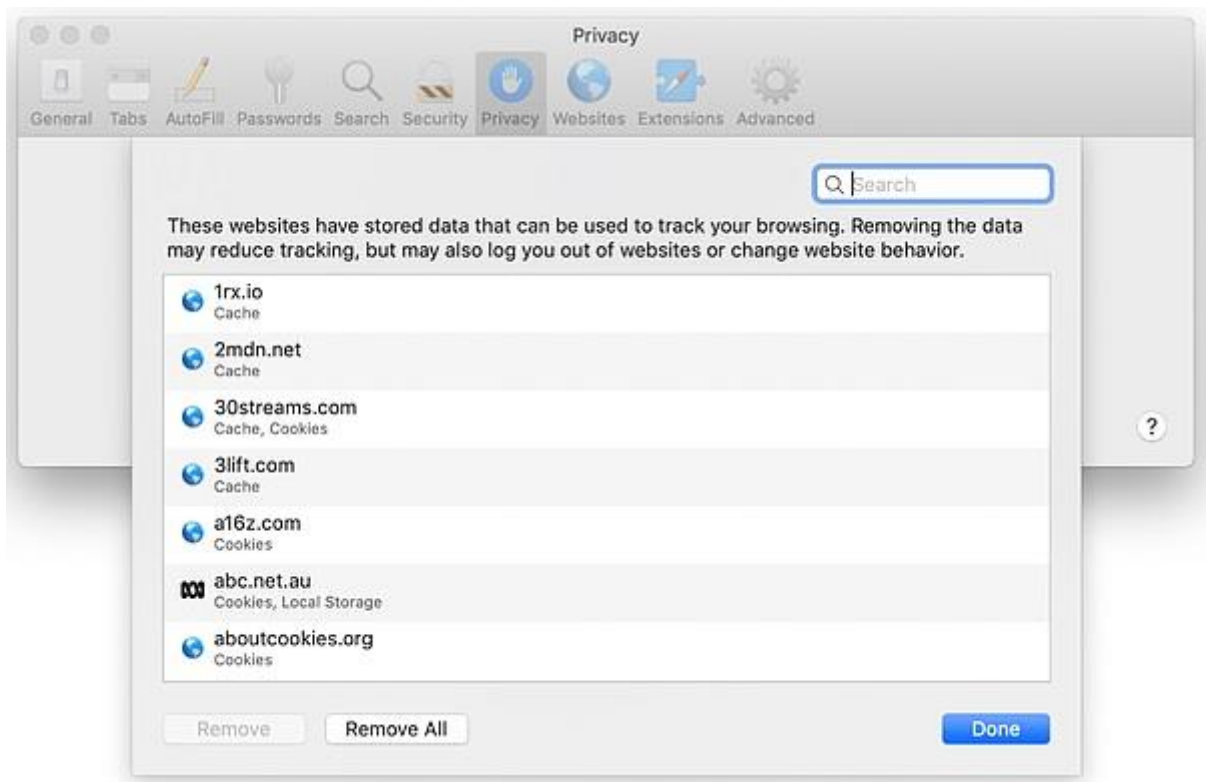 Privacy
General Tabs AutoFill Passwords Search Security Privacy Websites Extensions Advanced
Search
These websites have stored data that can be used to track your browsing. Removing the data
may reduce tracking, but may also log you out of websites or change website behavior.
1rx.io
Cache
2mdn.net
Cache
30streams.com
Cache, Cookies
3lift.com
Cache
a16z.com
Cookies
abc.net.au
Cookies, Local Storage
aboutcookies.org
Cookies
?
Remove Remove All Done